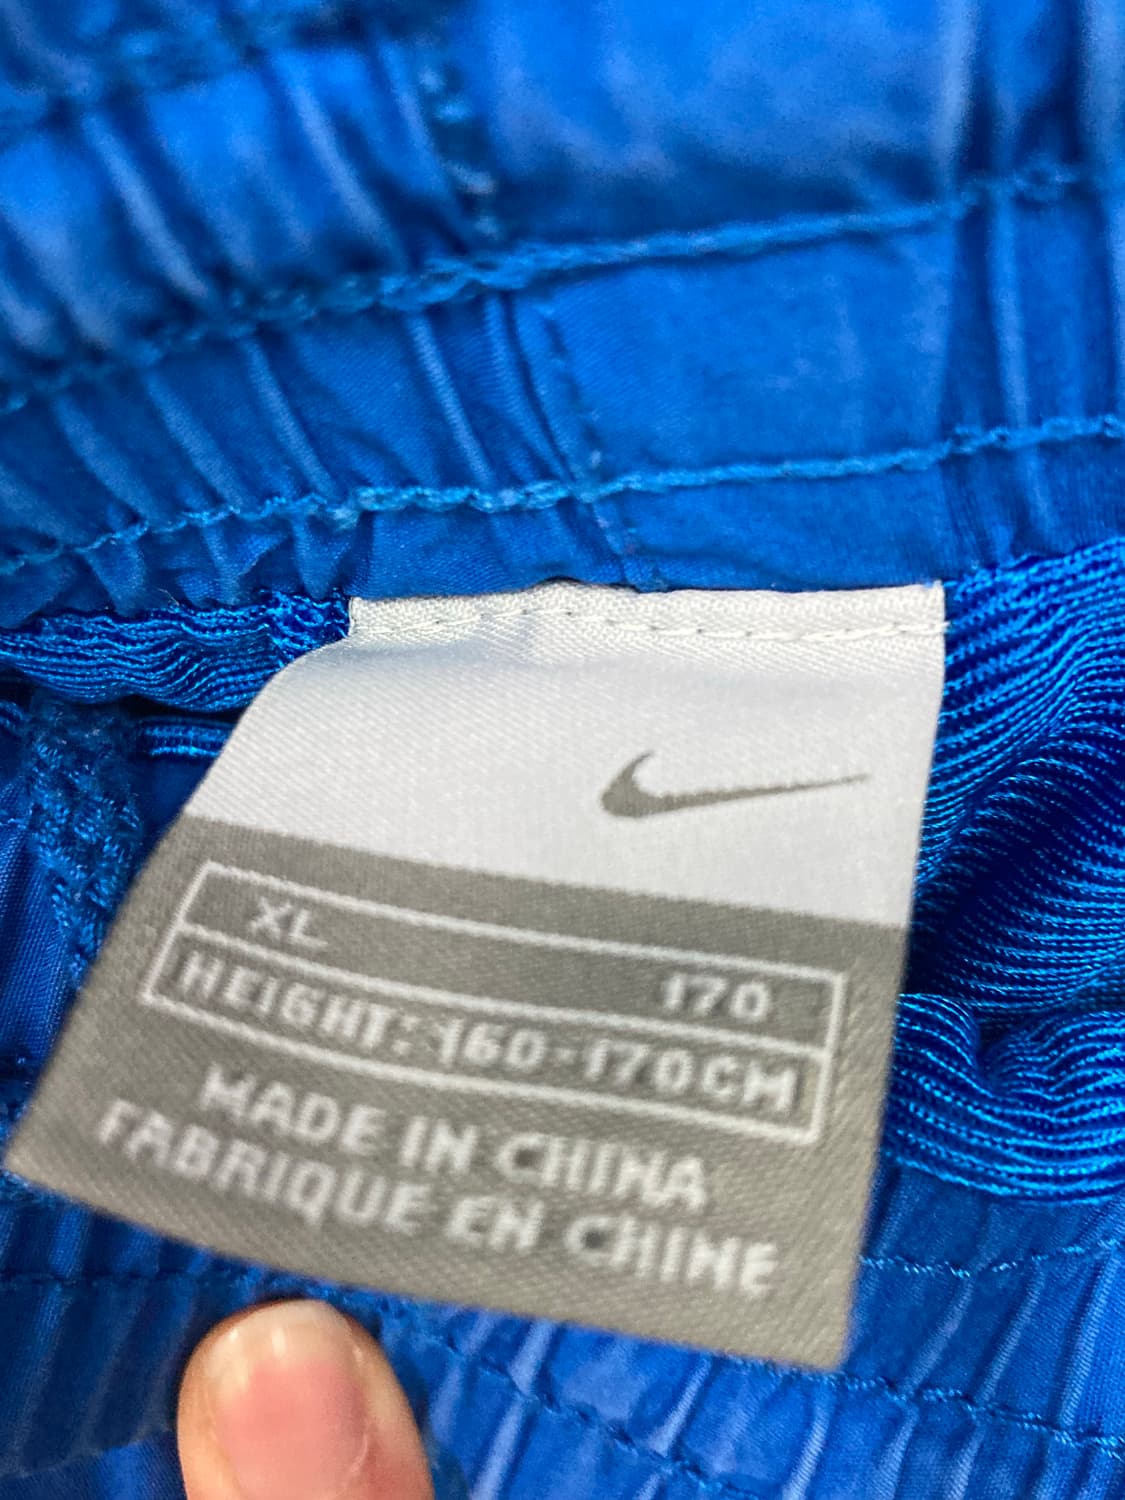 XL 170
HEIGHT: 160-170CM
MADE IN CHINA
FABRIQUE EN CHINE